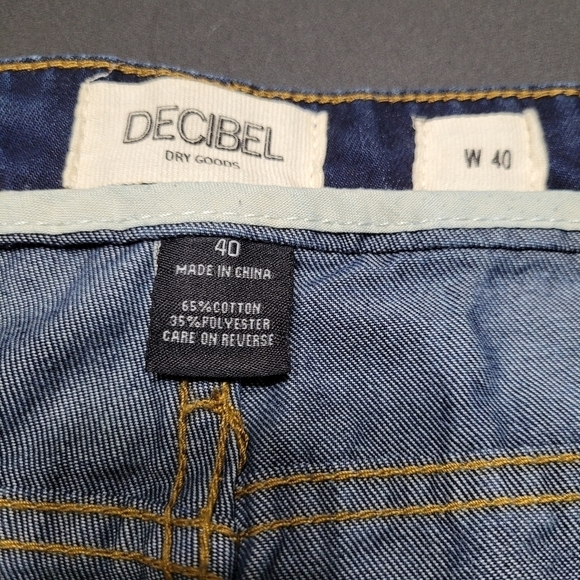 DECIBEL
DRY GOODS
W 40
40
MADE IN CHINA
65%COTTON
35%POLYESTER
CARE ON REVERSE